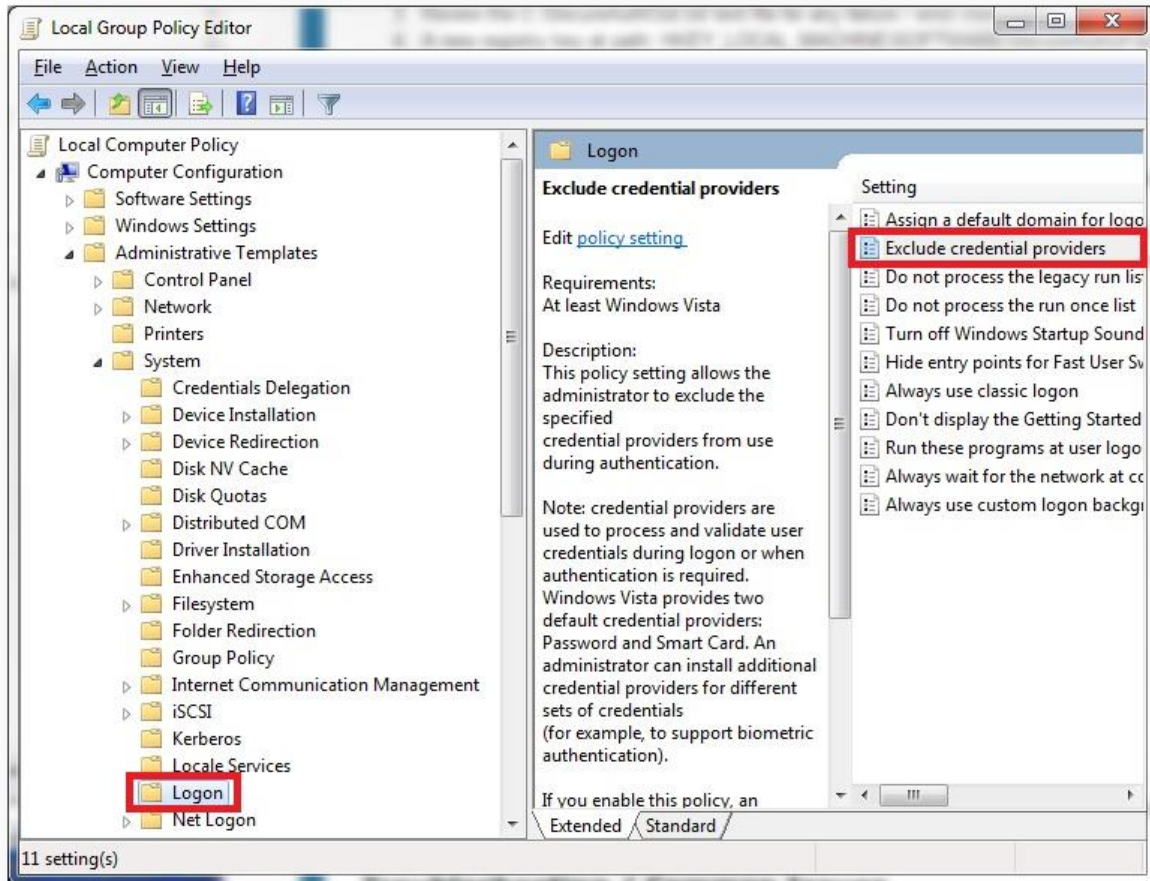 Local Group Policy Editor
File Action View Help
Local Computer Policy
Computer Configuration
Software Settings
Windows Settings
Administrative Templates
Control Panel
Network
Printers
System
Credentials Delegation
Device Installation
Device Redirection
Disk NV Cache
Disk Quotas
Distributed COM
Driver Installation
Enhanced Storage Access
Filesystem
Folder Redirection
Group Policy
Internet Communication Management
iSCSI
Kerberos
Locale Services
Logon
Net Logon
Logon
Exclude credential providers
Edit policy setting
Requirements:
At least Windows Vista
Description:
This policy setting allows the
administrator to exclude the
specified
credential providers from use
during authentication.
Note: credential providers are
used to process and validate user
credentials during logon or when
authentication is required.
Windows Vista provides two
default credential providers:
Password and Smart Card. An
administrator can install additional
credential providers for different
sets of credentials
(for example, to support biometric
authentication).
If you enable this policy, an
Extended Standard
Setting
Assign a default domain for logo
Exclude credential providers
Do not process the legacy run lis
Do not process the run once list
Turn off Windows Startup Sound
Hide entry points for Fast User Sw
Always use classic logon
Don't display the Getting Started
Run these programs at user logo
Always wait for the network at co
Always use custom logon backgr
11 setting(s)